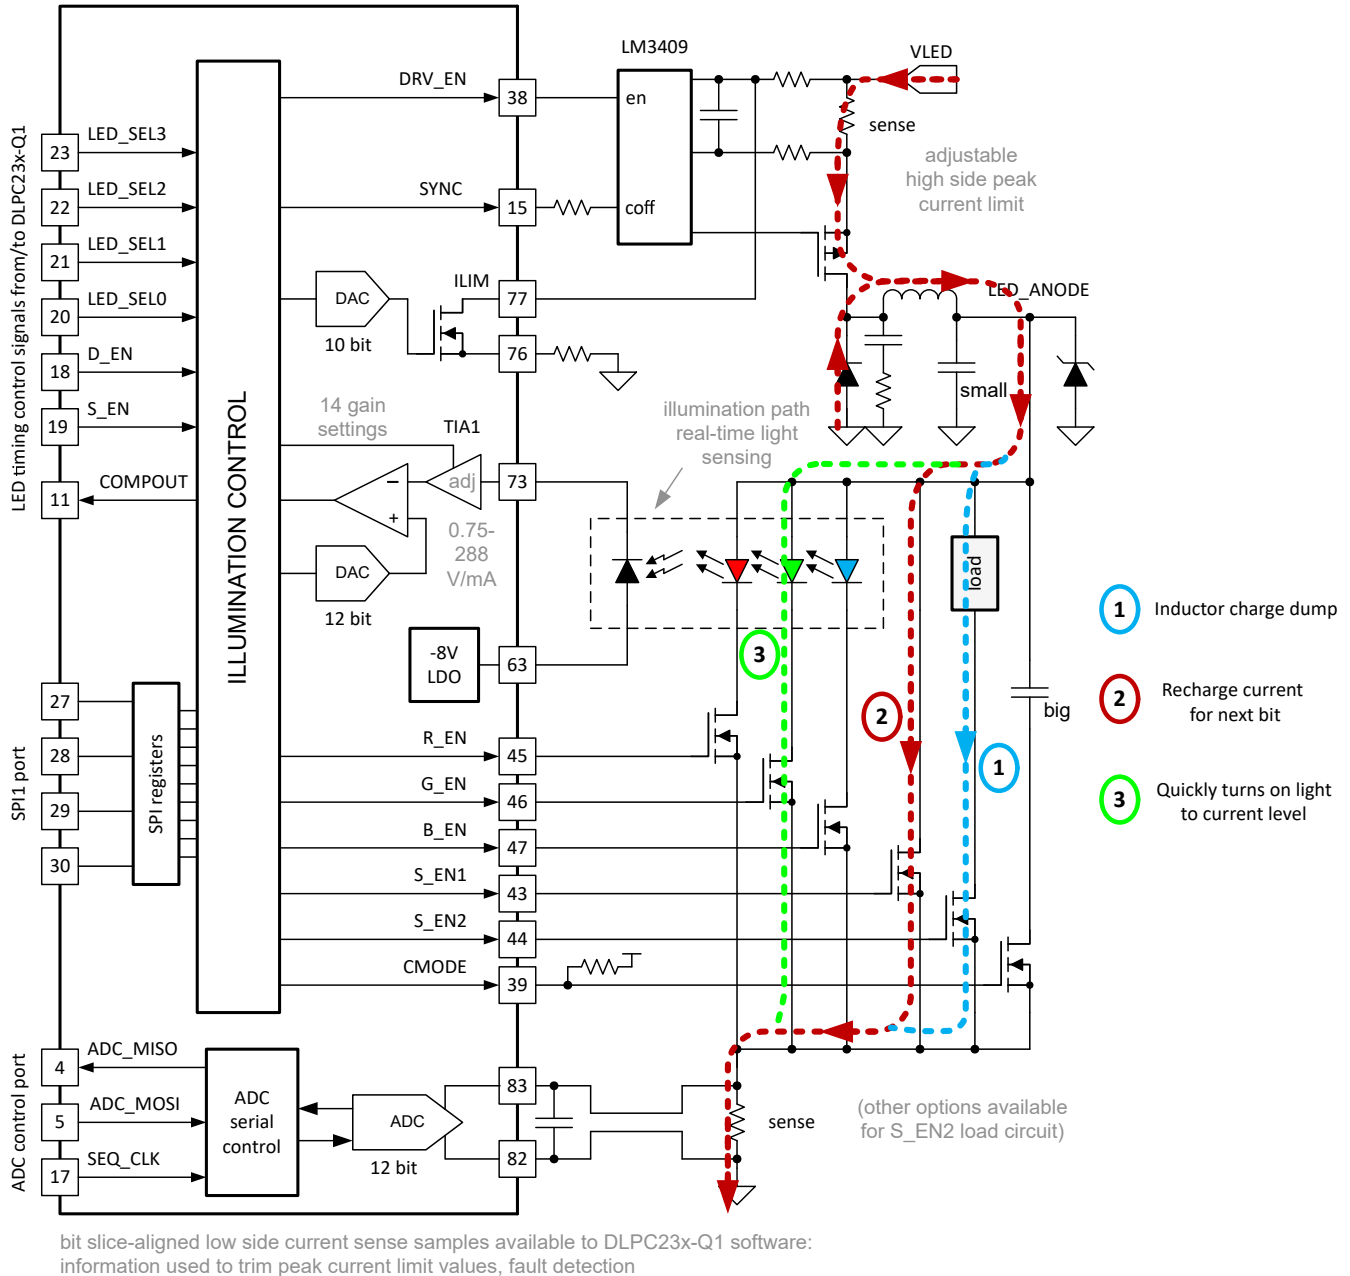 LM3409
VLED
DRV_EN
38
en
sense
adjustable
high side peak
current limit
LED timing control signals from/to DLPC23x-Q1
23
LED_SEL3
22
LED_SEL2
SYNC
15
coff
21
LED_SEL1
20
LED_SEL0
ILIM
77
DAC
10 bit
76
LED_ANODE
18
D_EN
19
S_EN
small
14 gain
settings
TIA1
illumination path
real-time light
sensing
11
COMPOUT
ILLUMINATION CONTROL
73
adj
−
+
0.75-
288
V/mA
DAC
12 bit
load
1
Inductor charge dump
-8V
LDO
63
3
2
Recharge current
for next bit
SPI1 port
27
28
29
30
SPI registers
2
big
1
3
Quickly turns on light
to current level
R_EN
45
G_EN
46
B_EN
47
S_EN1
43
S_EN2
44
CMODE
39
ADC control port
4
ADC_MISO
5
ADC_MOSI
17
SEQ_CLK
ADC
serial
control
ADC
12 bit
83
82
sense
(other options available
for S_EN2 load circuit)
bit slice-aligned low side current sense samples available to DLPC23x-Q1 software:
information used to trim peak current limit values, fault detection